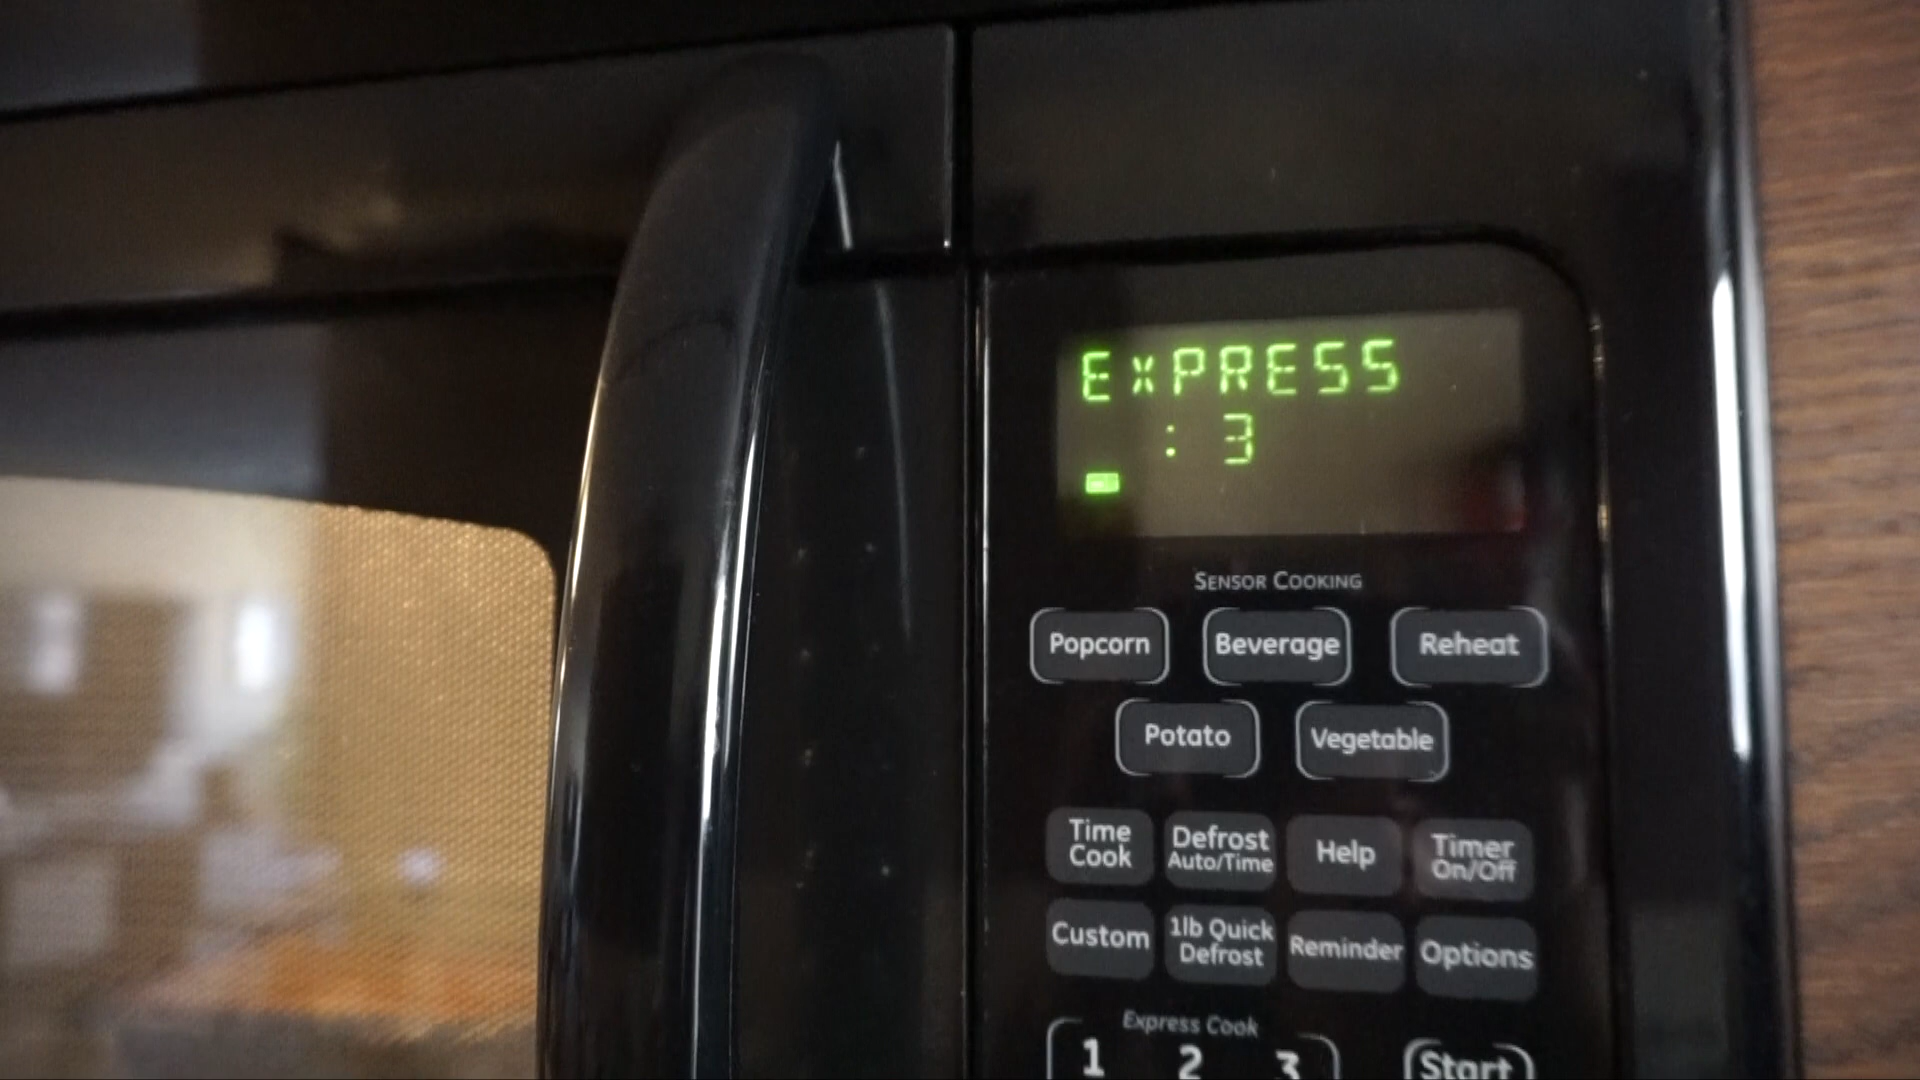 EXPRESS
: 3
SENSOR COOKING
Popcorn Beverage Reheat
Potato Vegetable
Time Cook
Defrost Auto/Time
Help
Timer On/Off
Custom
1lb Quick Defrost
Reminder
Options
Express Cook
1 2 3
Start